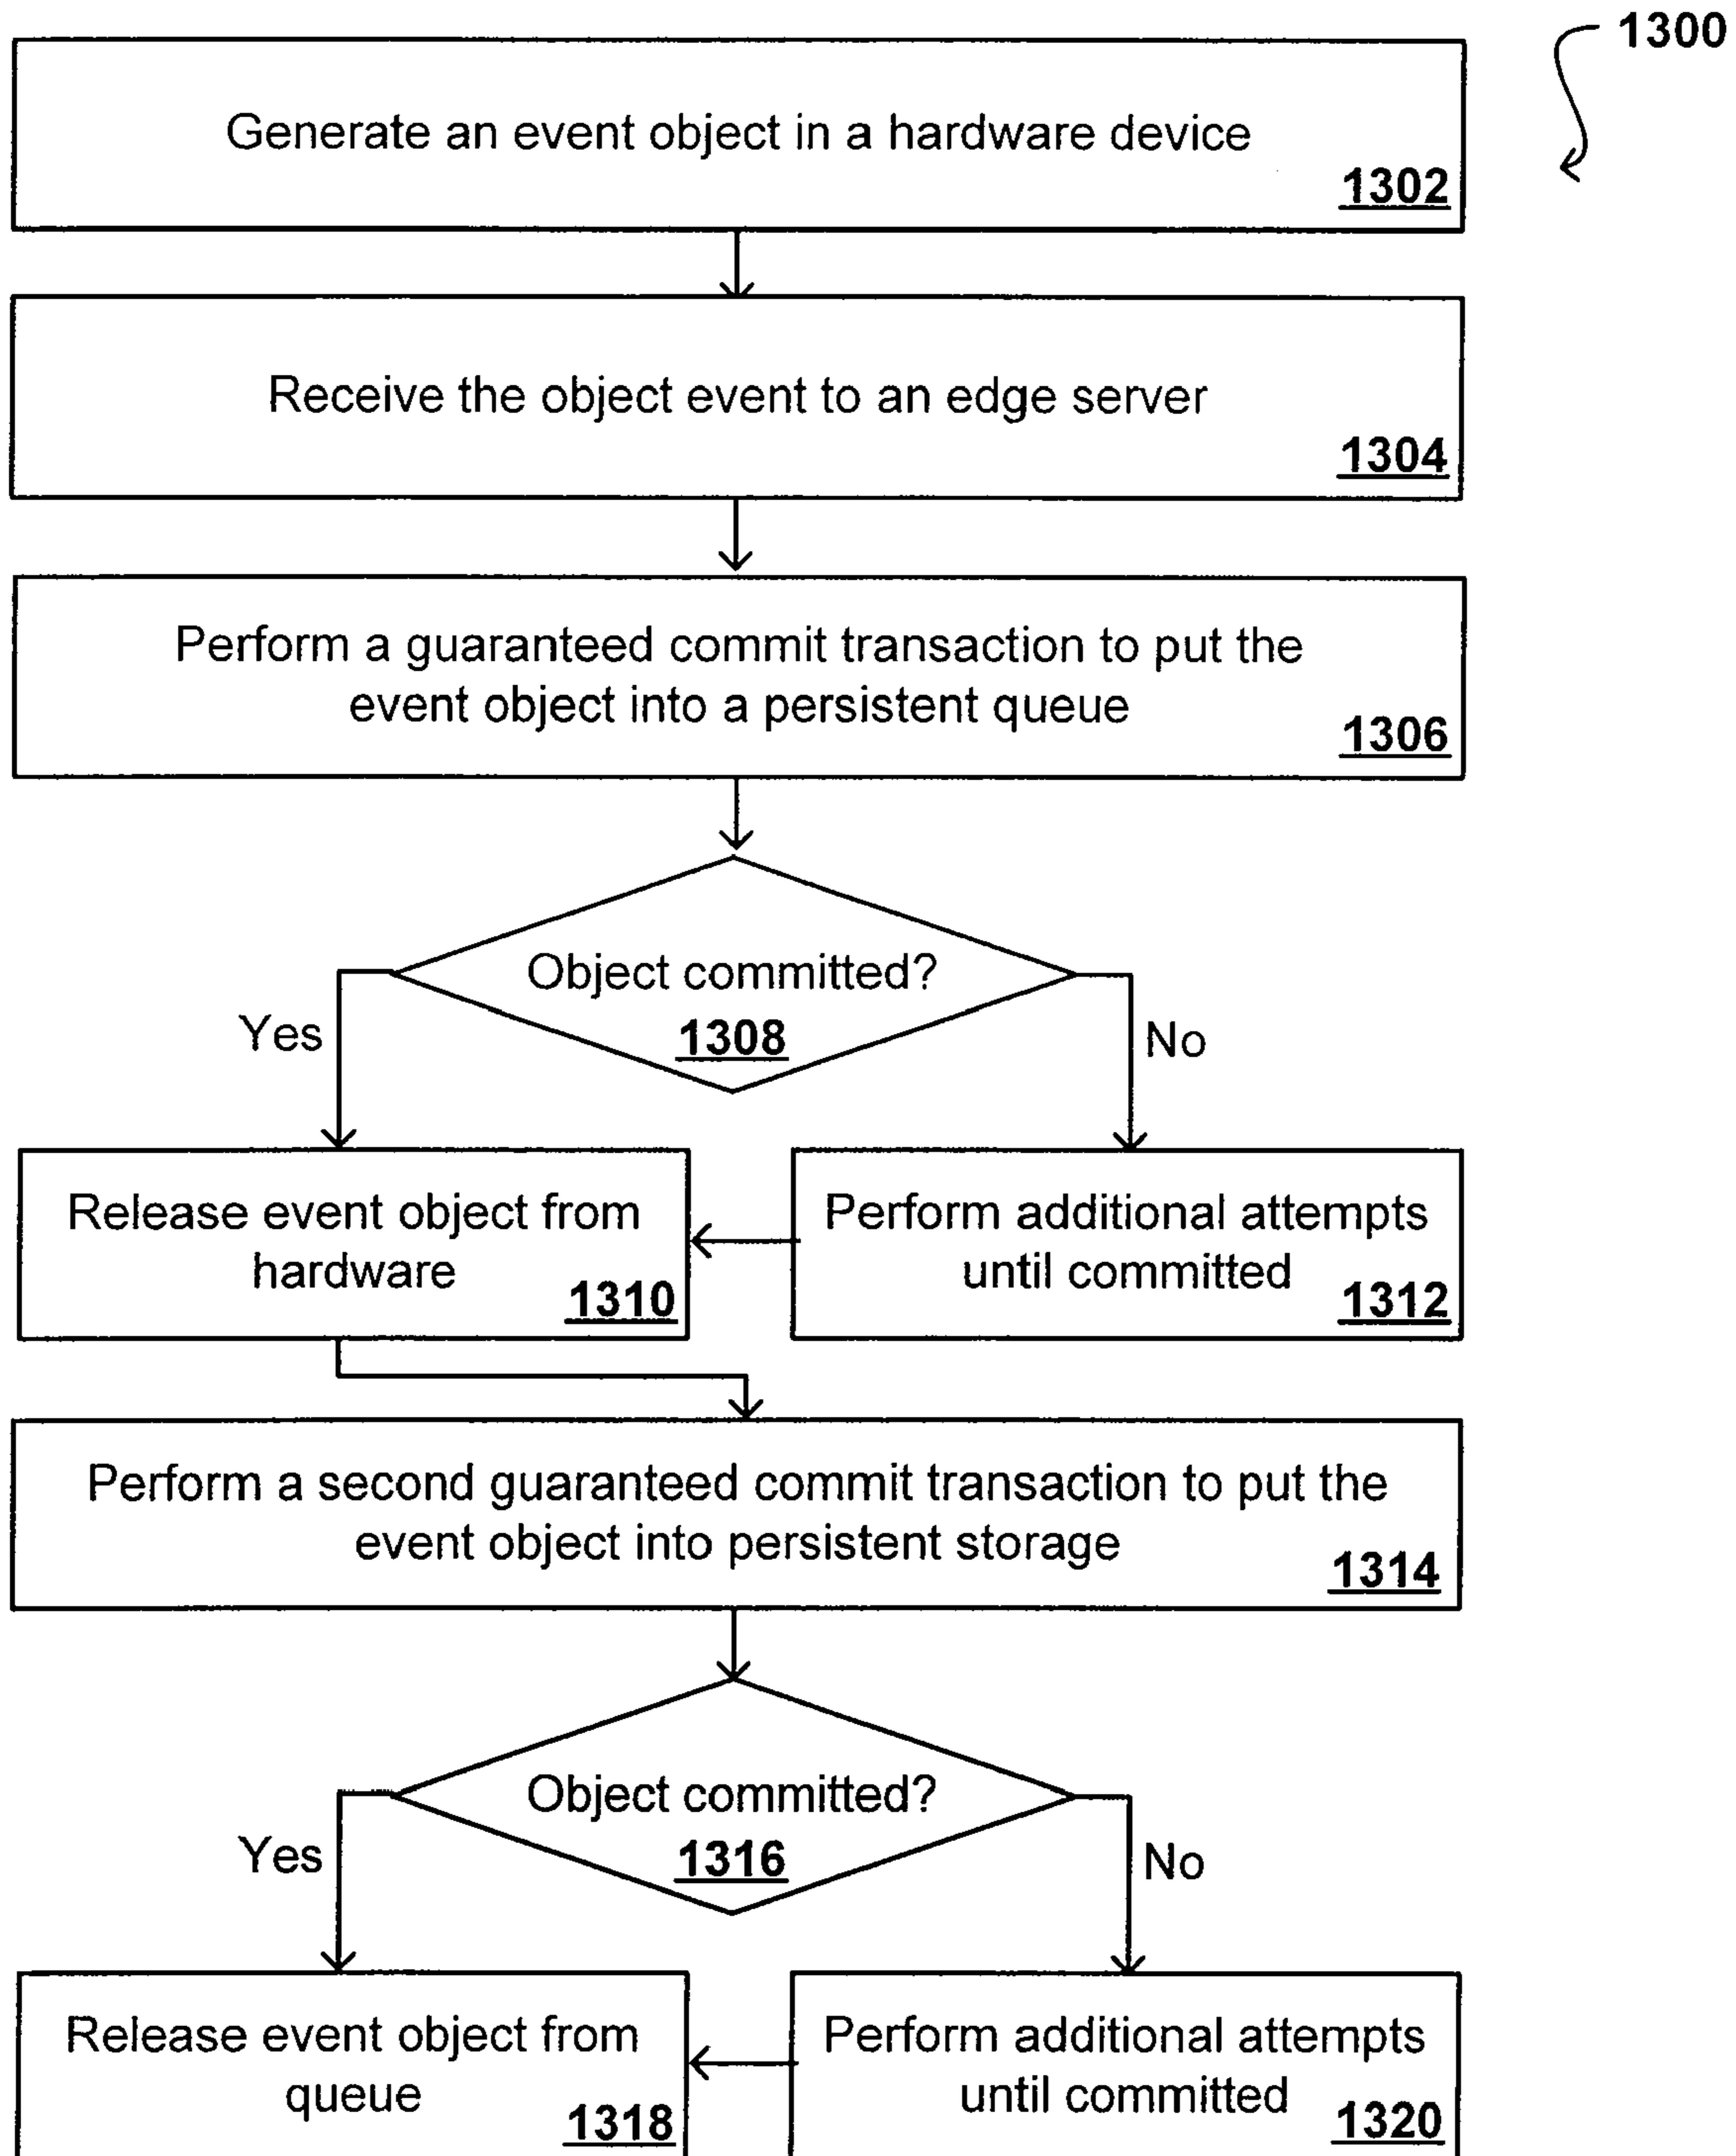 1300
Generate an event object in a hardware device
1302
Receive the object event to an edge server
1304
Perform a guaranteed commit transaction to put the
event object into a persistent queue
1306
Object committed?
1308
Yes
No
Release event object from
hardware
1310
Perform additional attempts
until committed
1312
Perform a second guaranteed commit transaction to put the
event object into persistent storage
1314
Object committed?
1316
Yes
No
Release event object from
queue
1318
Perform additional attempts
until committed
1320